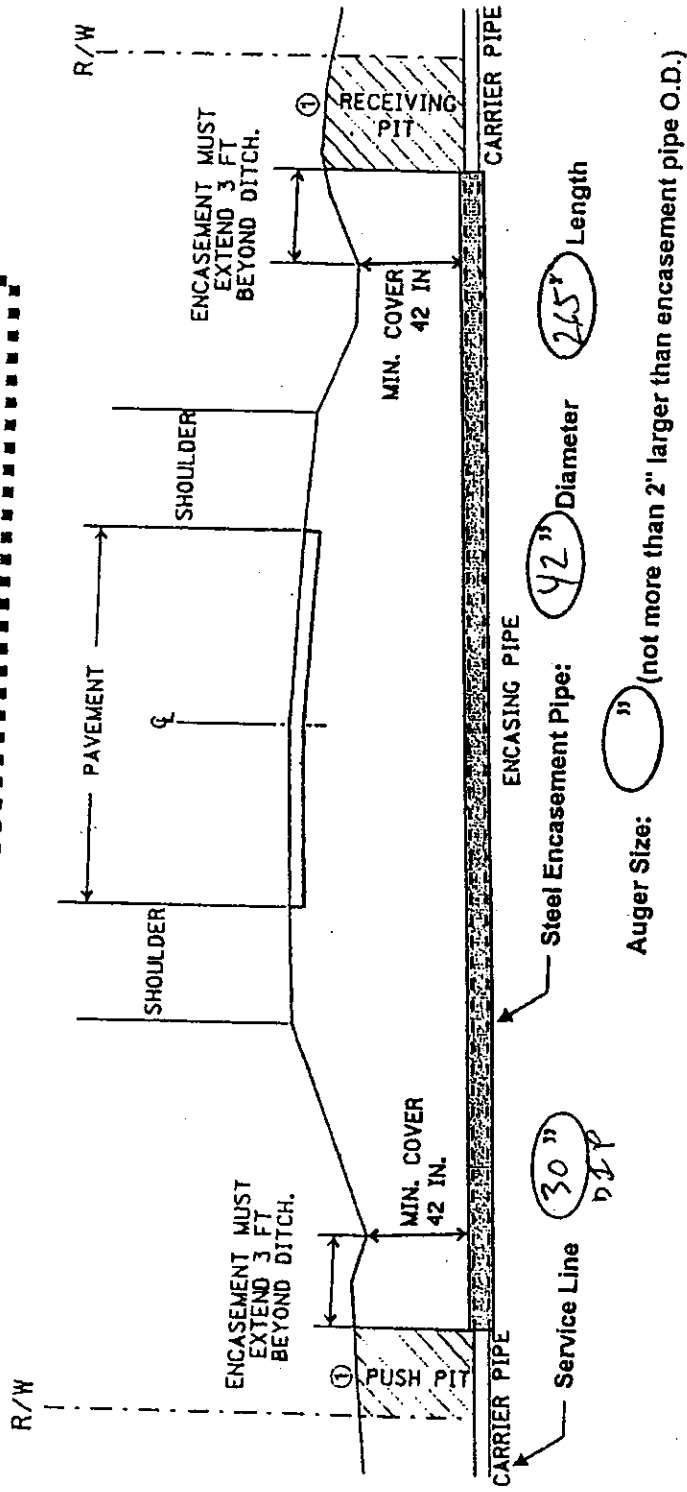 R/W
R/W
PAVEMENT
SHOULDER
SHOULDER
℄
ENCASEMENT MUST
EXTEND 3 FT
BEYOND DITCH.
ENCASEMENT MUST
EXTEND 3 FT
BEYOND DITCH.
① PUSH PIT
① RECEIVING
PIT
MIN. COVER
42 IN.
MIN. COVER
42 IN
CARRIER PIPE
CARRIER PIPE
ENCASING PIPE
Service Line 30"
DIP
Steel Encasement Pipe: 42" Diameter Length
Auger Size: " (not more than 2" larger than encasement pipe O.D.)